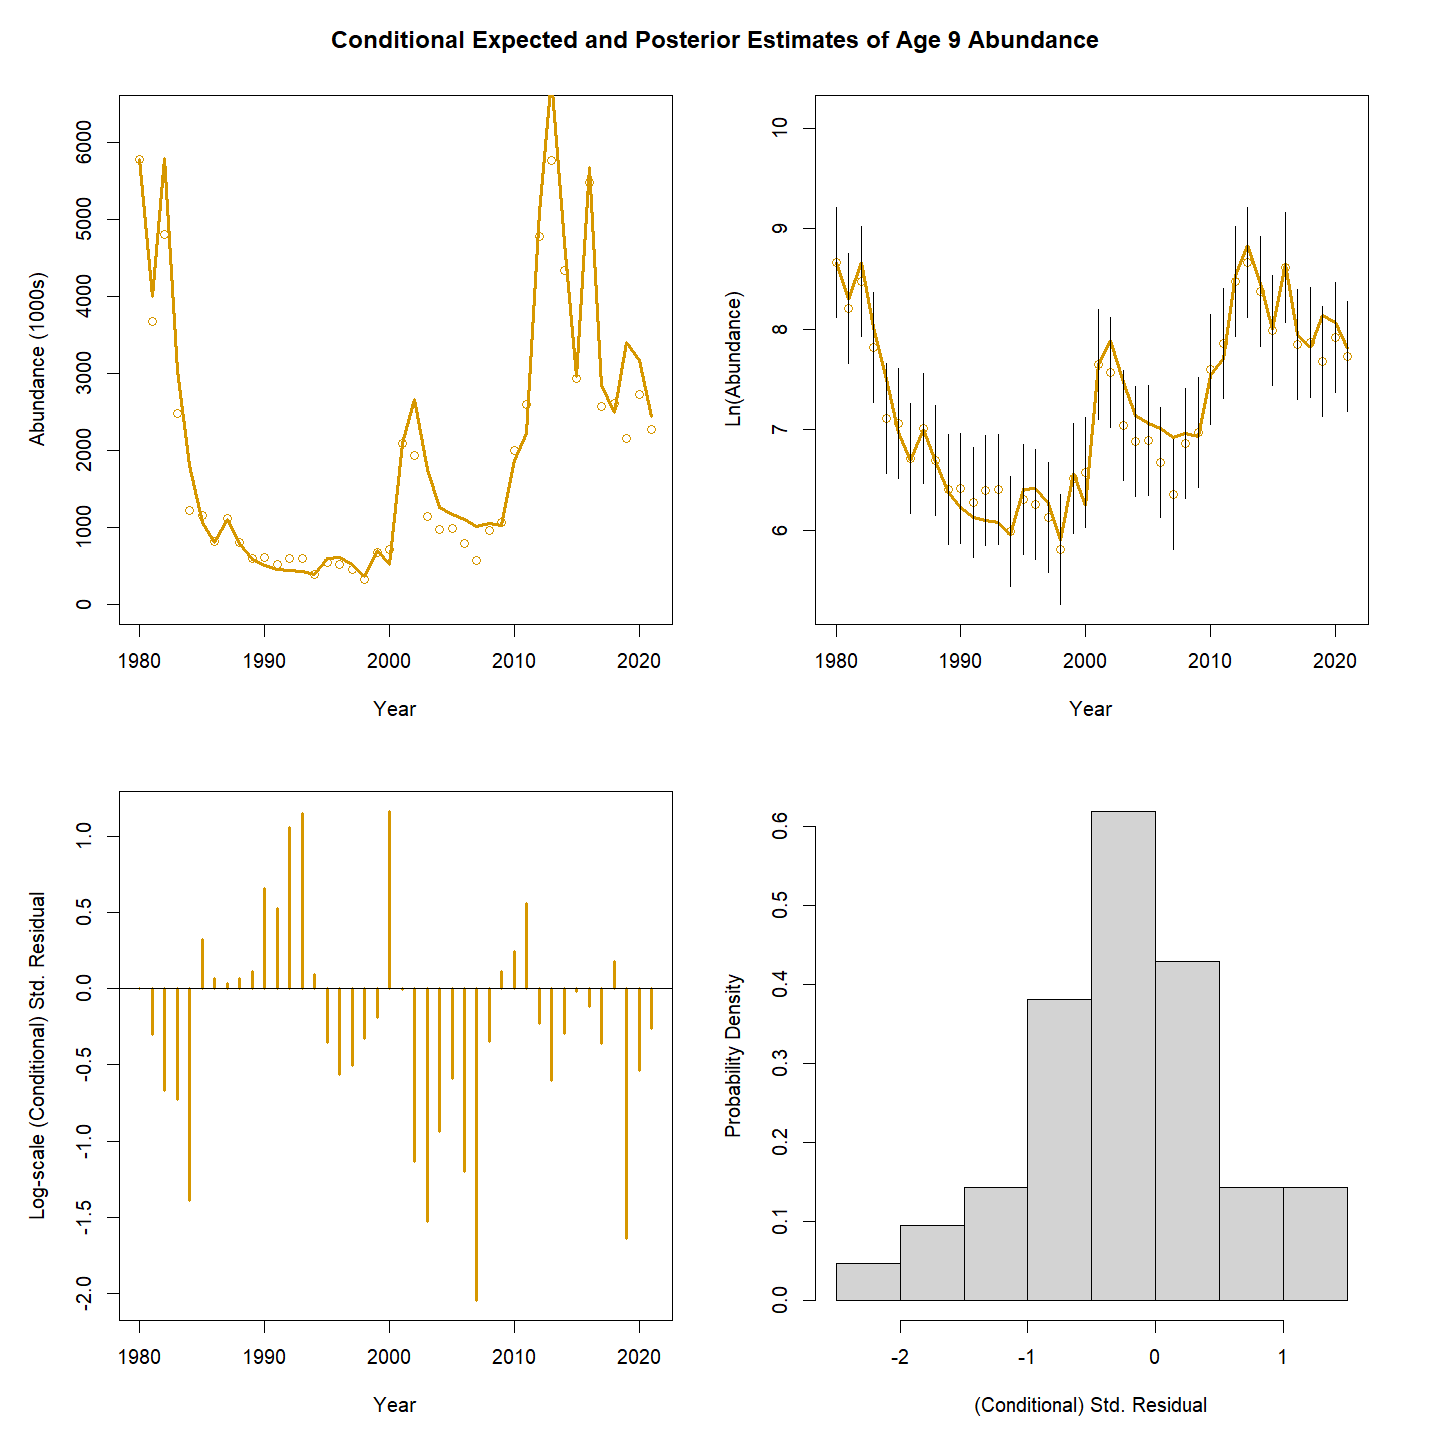 Conditional Expected and Posterior Estimates of Age 9 Abundance
Abundance (1000s)
6000
5000
4000
3000
2000
1000
0
1980 1990 2000 2010 2020
Year
Ln(Abundance)
10
9
8
7
6
1980 1990 2000 2010 2020
Year
Log-scale (Conditional) Std. Residual
1.0
0.5
0.0
-0.5
-1.0
-1.5
-2.0
1980 1990 2000 2010 2020
Year
Probability Density
0.6
0.5
0.4
0.3
0.2
0.1
0.0
-2 -1 0 1
(Conditional) Std. Residual